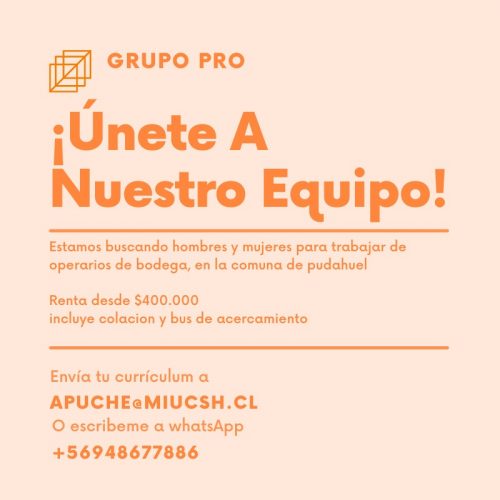 GRUPO PRO
¡Únete A
Nuestro Equipo!
Estamos buscando hombres y mujeres para trabajar de
operarios de bodega, en la comuna de pudahuel
Renta desde $400.000
incluye colacion y bus de acercamiento
Envía tu currículum a
APUCHE@MIUCSH.CL
O escribeme a whatsApp
+56948677886